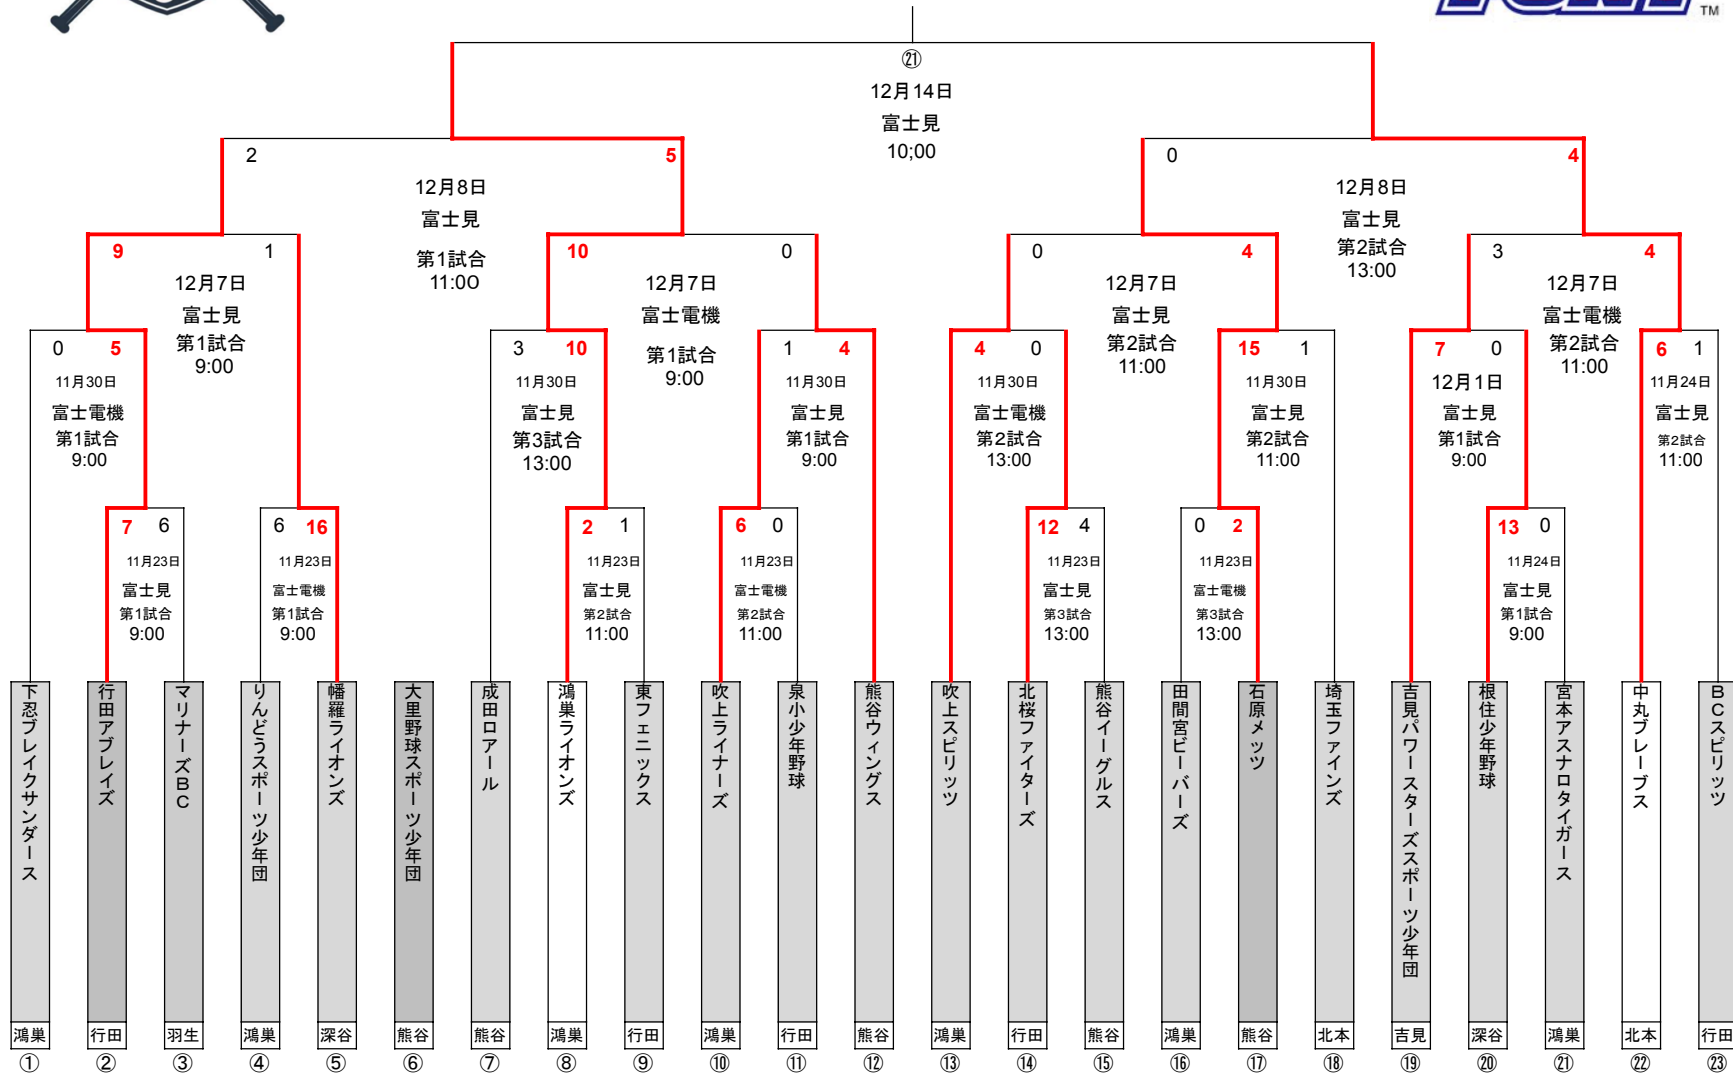 TM
㉑
12月14日
富士見
10;00
2
5
0
4
12月8日
富士見
第1試合
11:00
12月8日
富士見
第2試合
13:00
9
1
10
0
0
4
3
4
12月7日
富士見
第1試合
9:00
12月7日
富士電機
第1試合
9:00
12月7日
富士見
第2試合
11:00
12月7日
富士電機
第2試合
11:00
0 5
11月30日
富士電機
第1試合
9:00
3 10
11月30日
富士見
第3試合
13:00
1 4
11月30日
富士見
第1試合
9:00
4 0
11月30日
富士電機
第2試合
13:00
15 1
11月30日
富士見
第2試合
11:00
7 0
12月1日
富士見
第1試合
9:00
6 1
11月24日
富士見
第2試合
11:00
7 6
11月23日
富士見
第1試合
9:00
6 16
11月23日
富士電機
第1試合
9:00
2 1
11月23日
富士見
第2試合
11:00
6 0
11月23日
富士電機
第2試合
11:00
12 4
11月23日
富士見
第3試合
13:00
0 2
11月23日
富士電機
第3試合
13:00
13 0
11月24日
富士見
第1試合
9:00
下忍ブレイクサンダース
行田アブレイズ
マリナーズBC
りんどうスポーツ少年団
幡羅ライオンズ
大里野球スポーツ少年団
成田ロアール
鴻巣ライオンズ
東フェニックス
吹上ライナーズ
泉小少年野球
熊谷ウィングス
吹上スピリッツ
北桜ファイターズ
熊谷イーグルス
田間宮ビーバーズ
石原メッツ
埼玉ファインズ
吉見パワースターズスポーツ少年団
根住少年野球
宮本アスナロタイガース
中丸ブレーブス
BCスピリッツ
鴻巣 行田 羽生 鴻巣 深谷 熊谷 熊谷 鴻巣 行田 鴻巣 行田 熊谷 鴻巣 行田 熊谷 鴻巣 熊谷 北本 吉見 深谷 鴻巣 北本 行田
① ② ③ ④ ⑤ ⑥ ⑦ ⑧ ⑨ ⑩ ⑪ ⑫ ⑬ ⑭ ⑮ ⑯ ⑰ ⑱ ⑲ ⑳ ㉑ ㉒ ㉓